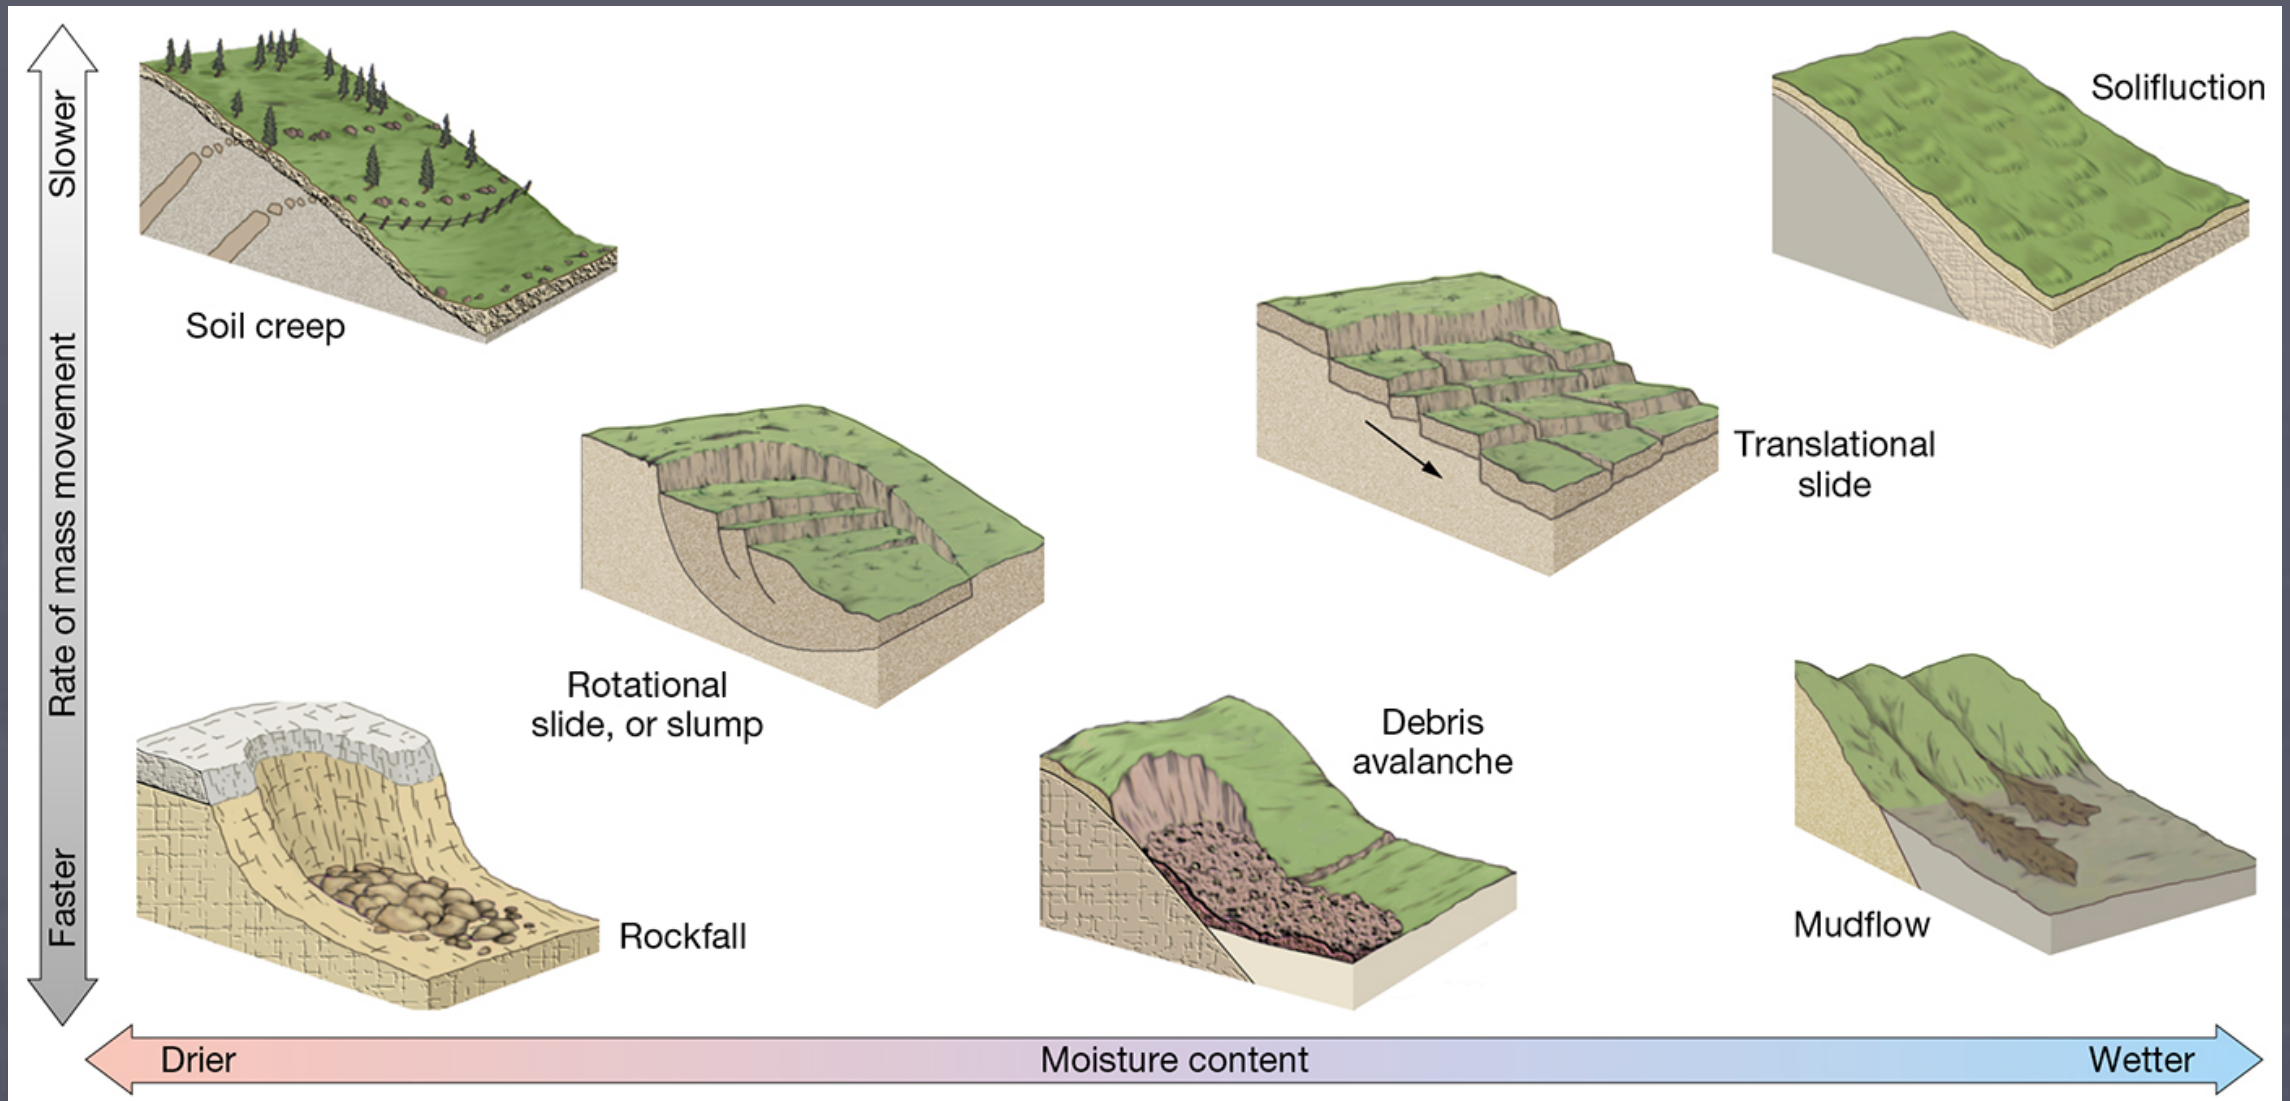 Slower
Rate of mass movement
Faster
Soil creep
Solifluction
Translational
slide
Rotational
slide, or slump
Debris
avalanche
Rockfall
Mudflow
Drier
Moisture content
Wetter